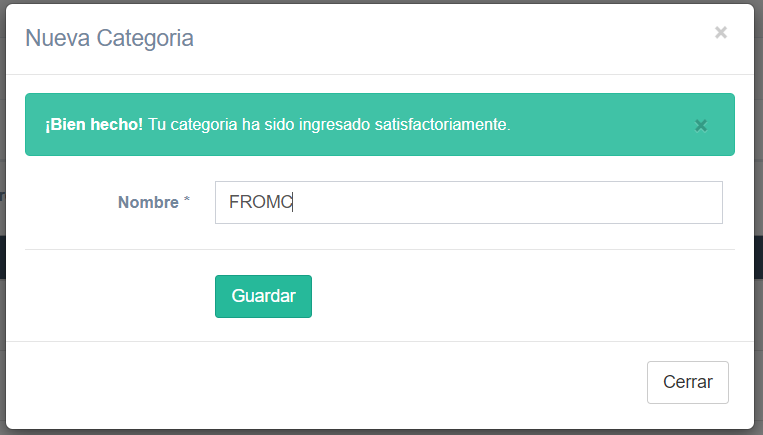 Nueva Categoria
×
¡Bien hecho! Tu categoria ha sido ingresado satisfactoriamente.
×
Nombre *
FROMC
Guardar
Cerrar